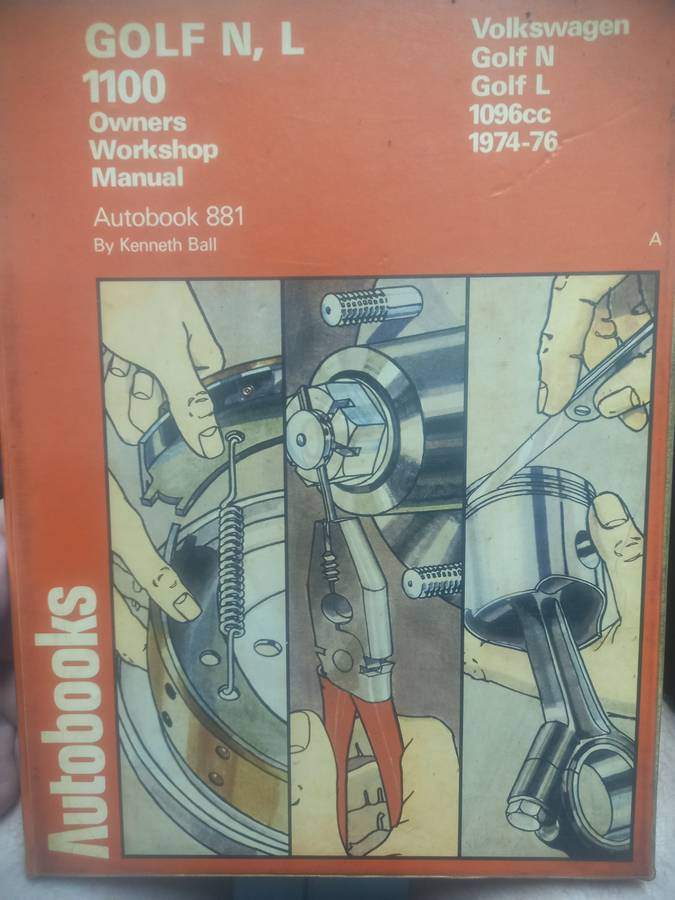 GOLF N, L
1100
Owners
Workshop
Manual
Autobook 881
By Kenneth Ball
Volkswagen
Golf N
Golf L
1096cc
1974-76
A
Autobooks